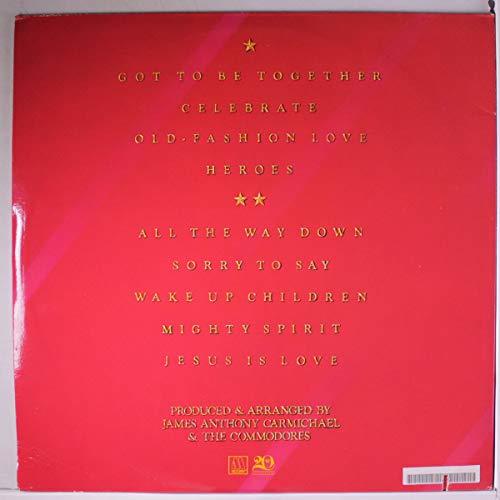 GOT TO BE TOGETHER
CELEBRATE
OLD-FASHION LOVE
HEROES
ALL THE WAY DOWN
SORRY TO SAY
WAKE UP CHILDREN
MIGHTY SPIRIT
JESUS IS LOVE
PRODUCED & ARRANGED BY
JAMES ANTHONY CARMICHAEL
& THE COMMODORES
M 20